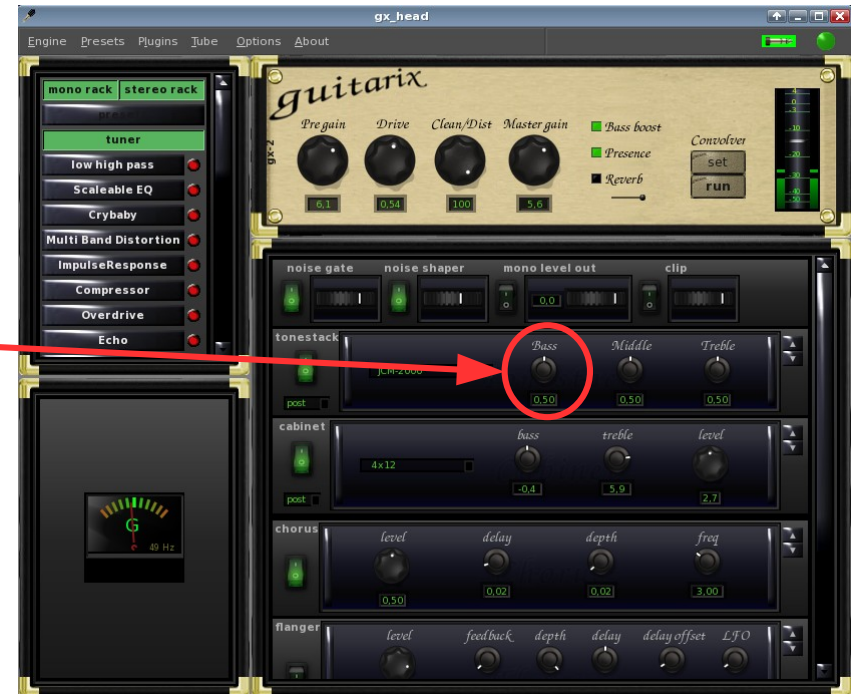 gx_head
Engine Presets Plugins Tube Options About
mono rack stereo rack
tuner
low high pass
Scaleable EQ
Crybaby
Multi Band Distortion
ImpulseResponse
Compressor
Overdrive
Echo
guitarix
gx-2
Pre gain Drive Clean/Dist Master gain
6,1 0,54 100 5,6
Bass boost
Presence
Reverb
Convolver
set
run
noise gate noise shaper mono level out clip
0,0
tonestack
JCM-2000
post
Bass Middle Treble
0,50 0,50 0,50
cabinet
4x12
post
bass treble level
-0,4 5,9 2,7
chorus
level delay depth freq
0,50 0,02 0,02 3,00
flanger
level feedback depth delay delay offset LFO
G
49 Hz